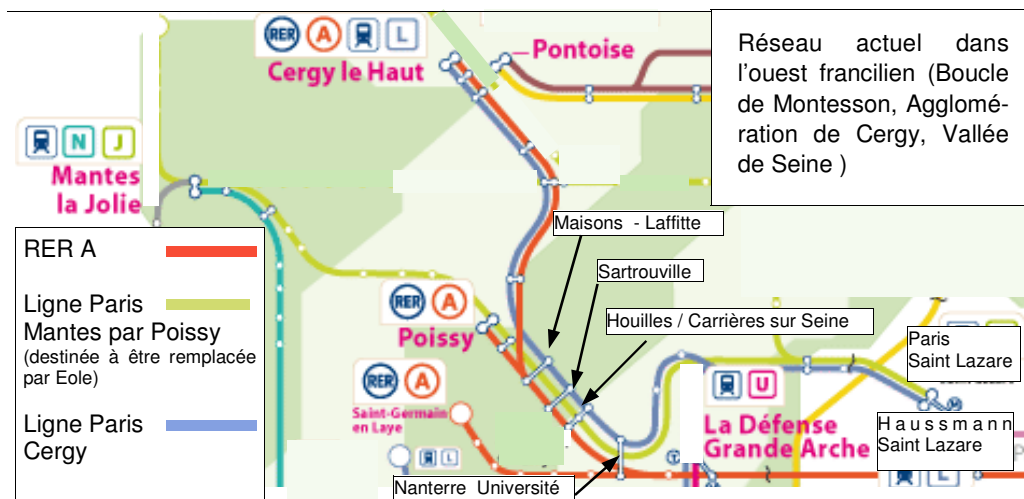 RER A L
Cergy le Haut
Pontoise
Réseau actuel dans
l'ouest francilien (Boucle
de Montesson, Agglomé-
ration de Cergy, Vallée
de Seine )
N J
Mantes
la Jolie
RER A
Ligne Paris
Mantes par Poissy
(destinée à être remplacée
par Eole)
Ligne Paris
Cergy
Maisons - Laffitte
Sartrouville
Houilles / Carrières sur Seine
RER A
Poissy
RER A
Saint-Germain
en Laye
L
Nanterre Université
U
La Défense
Grande Arche
Paris
Saint Lazare
Haussmann
Saint Lazare
L